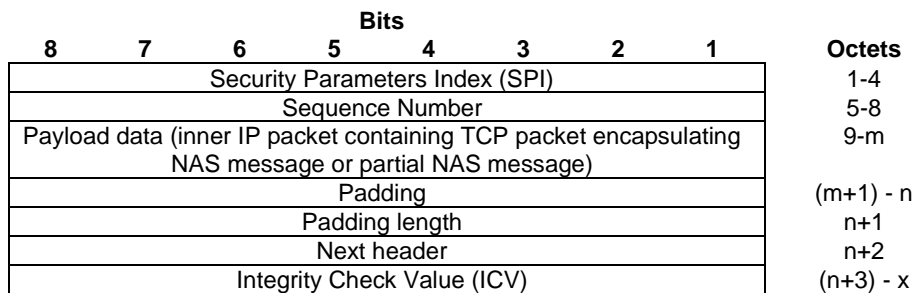 Bits
8 7 6 5 4 3 2 1 Octets
Security Parameters Index (SPI) 1-4
Sequence Number 5-8
Payload data (inner IP packet containing TCP packet encapsulating 9-m
NAS message or partial NAS message)
Padding (m+1) - n
Padding length n+1
Next header n+2
Integrity Check Value (ICV) (n+3) - x